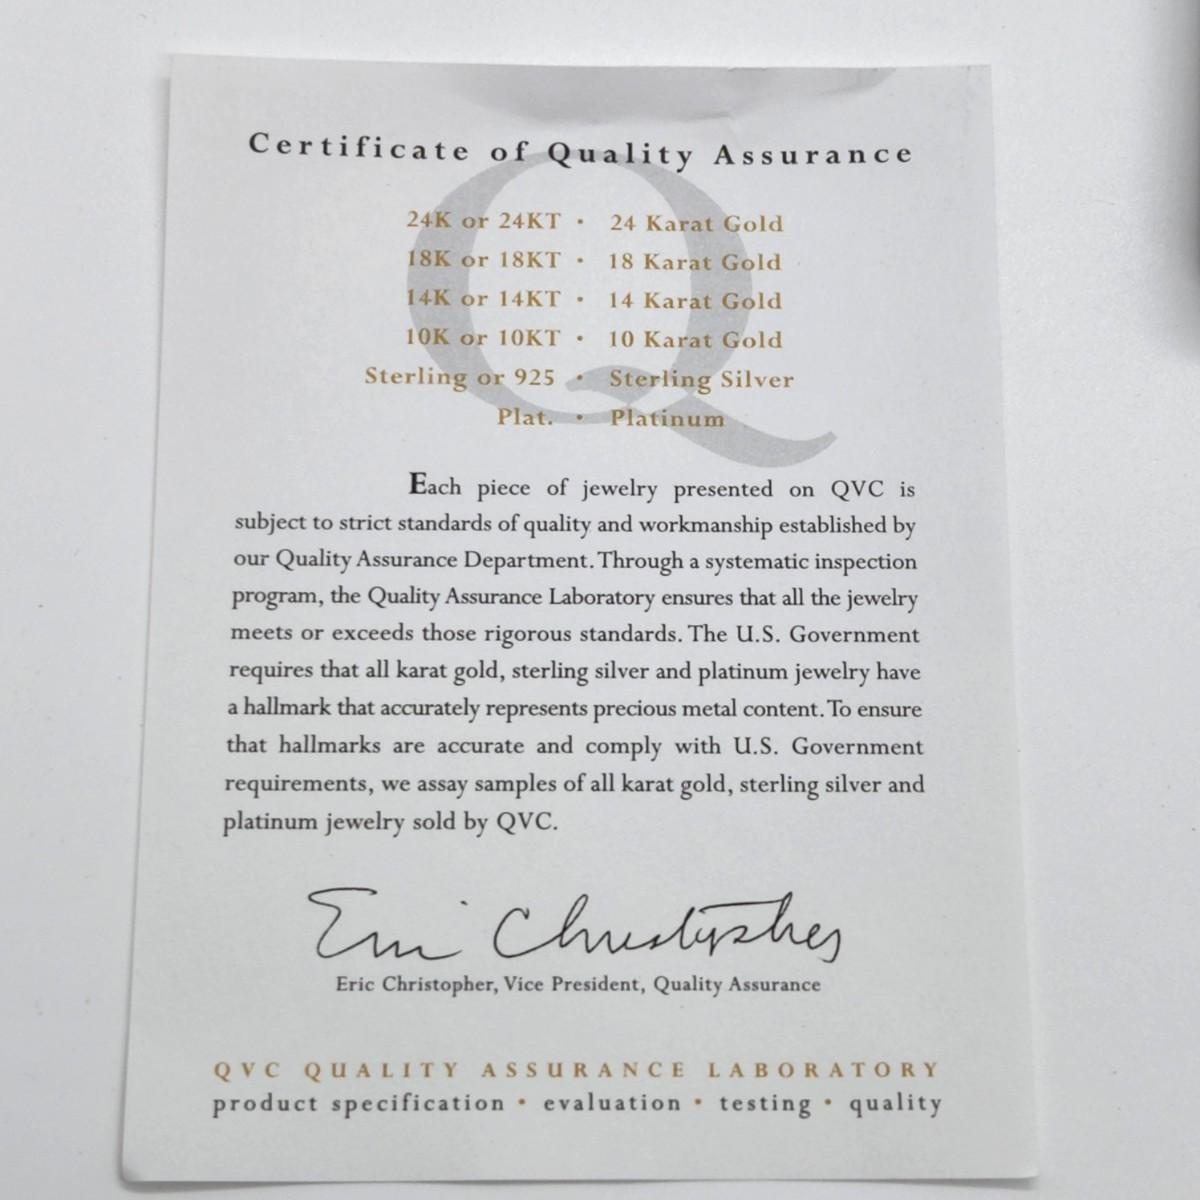 Certificate of Quality Assurance
24K or 24KT • 24 Karat Gold
18K or 18KT • 18 Karat Gold
14K or 14KT • 14 Karat Gold
10K or 10KT • 10 Karat Gold
Sterling or 925 • Sterling Silver
Plat. • Platinum
Each piece of jewelry presented on QVC is
subject to strict standards of quality and workmanship established by
our Quality Assurance Department. Through a systematic inspection
program, the Quality Assurance Laboratory ensures that all the jewelry
meets or exceeds those rigorous standards. The U.S. Government
requires that all karat gold, sterling silver and platinum jewelry have
a hallmark that accurately represents precious metal content. To ensure
that hallmarks are accurate and comply with U.S. Government
requirements, we assay samples of all karat gold, sterling silver and
platinum jewelry sold by QVC.
Eric Christopher
Eric Christopher, Vice President, Quality Assurance
QVC QUALITY ASSURANCE LABORATORY
product specification • evaluation • testing • quality